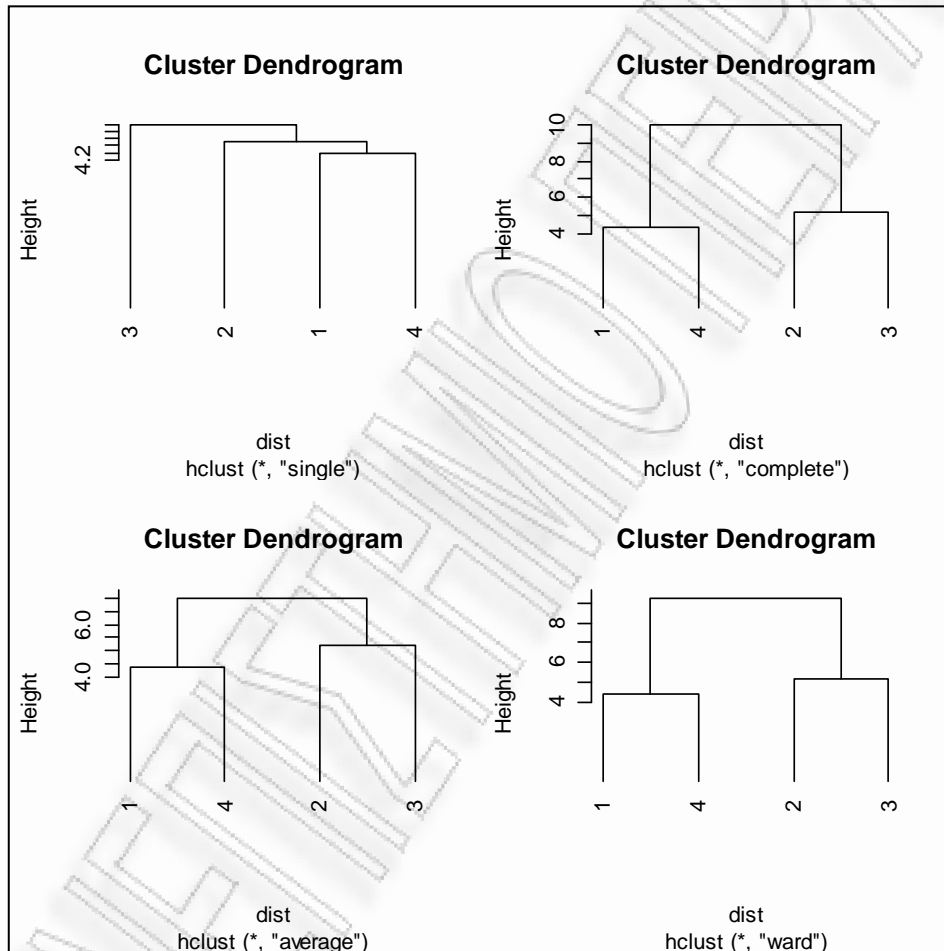 Cluster Dendrogram
Height
4.2
3
2
1
4
dist
hclust (*, "single")
Cluster Dendrogram
Height
10
8
6
4
1
4
2
3
dist
hclust (*, "complete")
Cluster Dendrogram
Height
6.0
4.0
1
4
2
3
dist
hclust (*, "average")
Cluster Dendrogram
Height
8
6
4
1
4
2
3
dist
hclust (*, "ward")